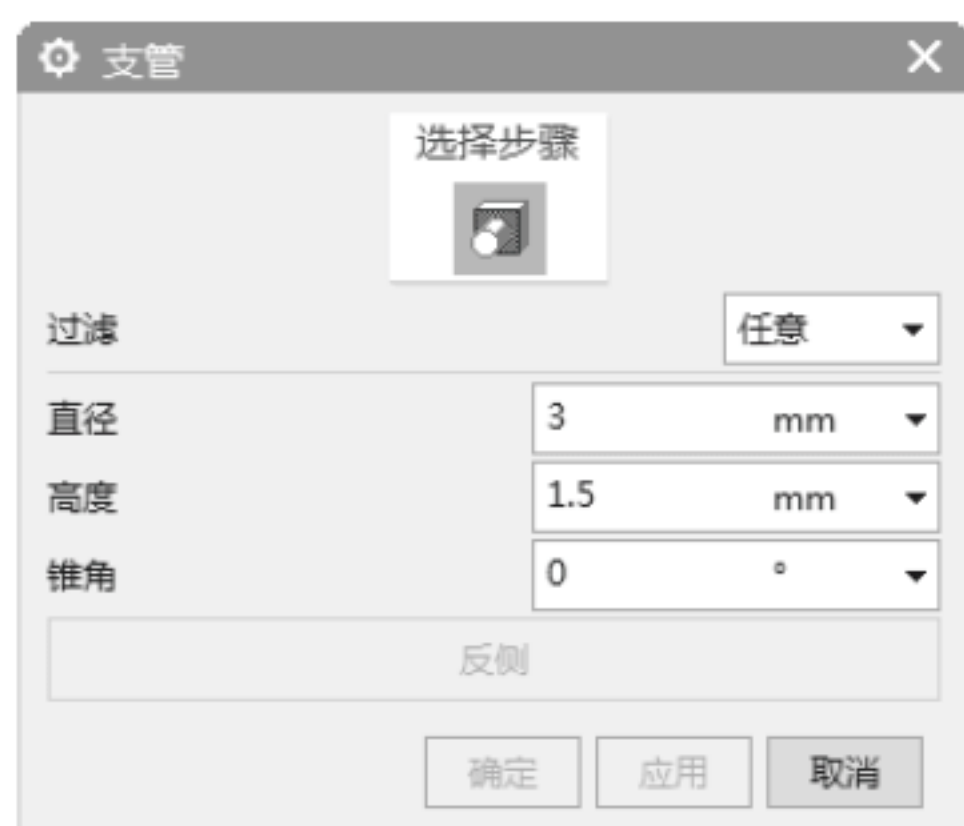 支管
选择步骤
过滤 任意
直径 3 mm
高度 1.5 mm
锥角 0 °
反侧
确定 应用 取消